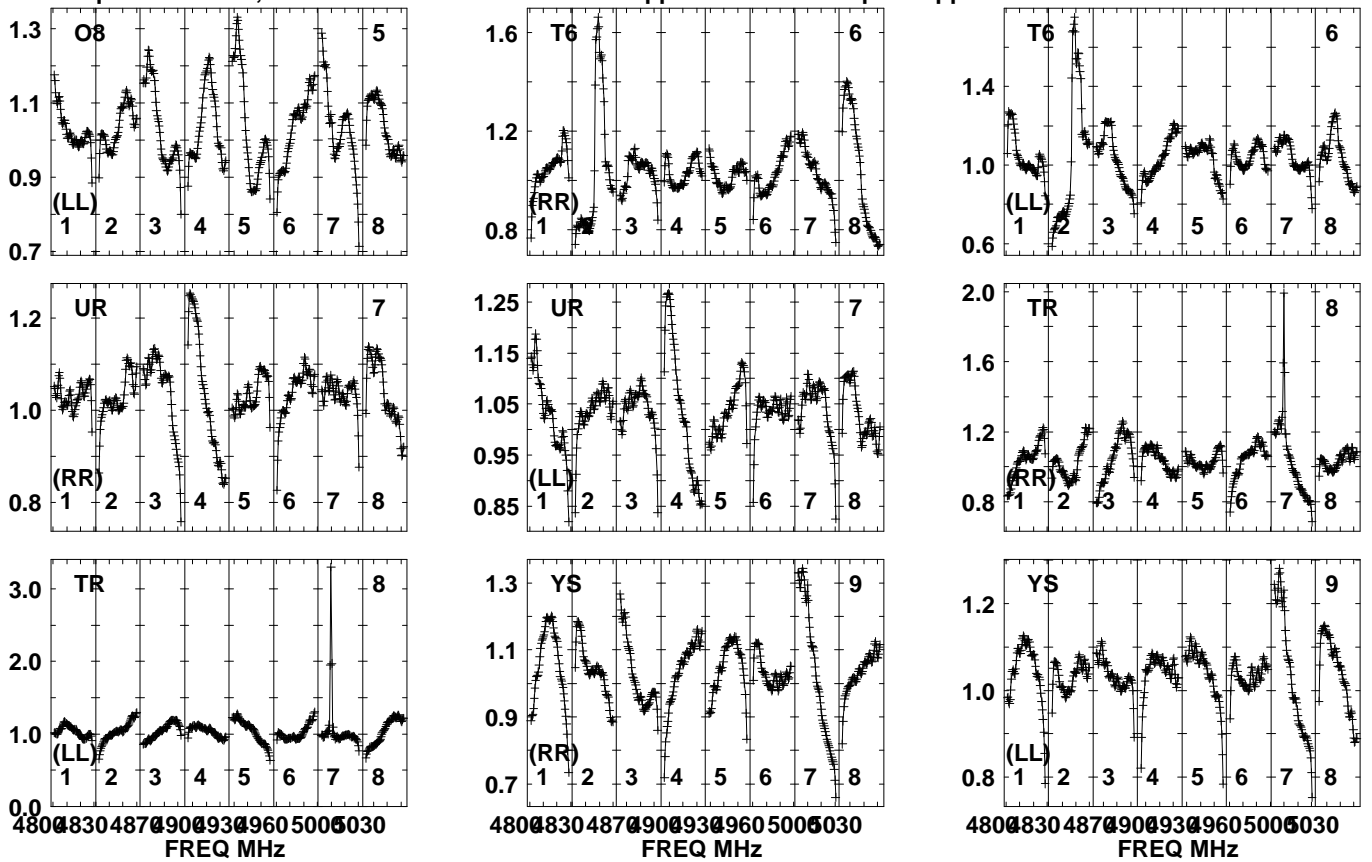 1.3 O8 5
1.1
0.9
(LL)
1 2 3 4 5 6 7 8
0.7
1.6 T6 6
1.2
(RR)
0.8
1 3 4 5 6 7 8
T6 6
1.4
1.0
(LL)
1 2 3 4 5 6 7 8
0.6
UR 7
1.2
1.0
(RR)
0.8
1 2 3 4 5 6 7 8
1.25 UR 7
1.15
1.05
0.95
(LL)
0.85
1 2 3 4 5 6 7 8
2.0 TR 8
1.6
1.2
(RR)
0.8
1 2 3 4 5 6 7 8
TR 8
3.0
2.0
1.0
(LL)
1 2 3 4 5 6 7 8
0.0
4800 4830 4870 4900 4930 4960 5000 5030
FREQ MHz
1.3 YS 9
1.1
0.9
(RR)
0.7
1 2 3 4 5 6 7 8
4800 4830 4870 4900 4930 4960 5000 5030
FREQ MHz
YS 9
1.2
1.0
(LL)
0.8
1 2 3 4 5 6 7 8
4800 4830 4870 4900 4930 4960 5000 5030
FREQ MHz